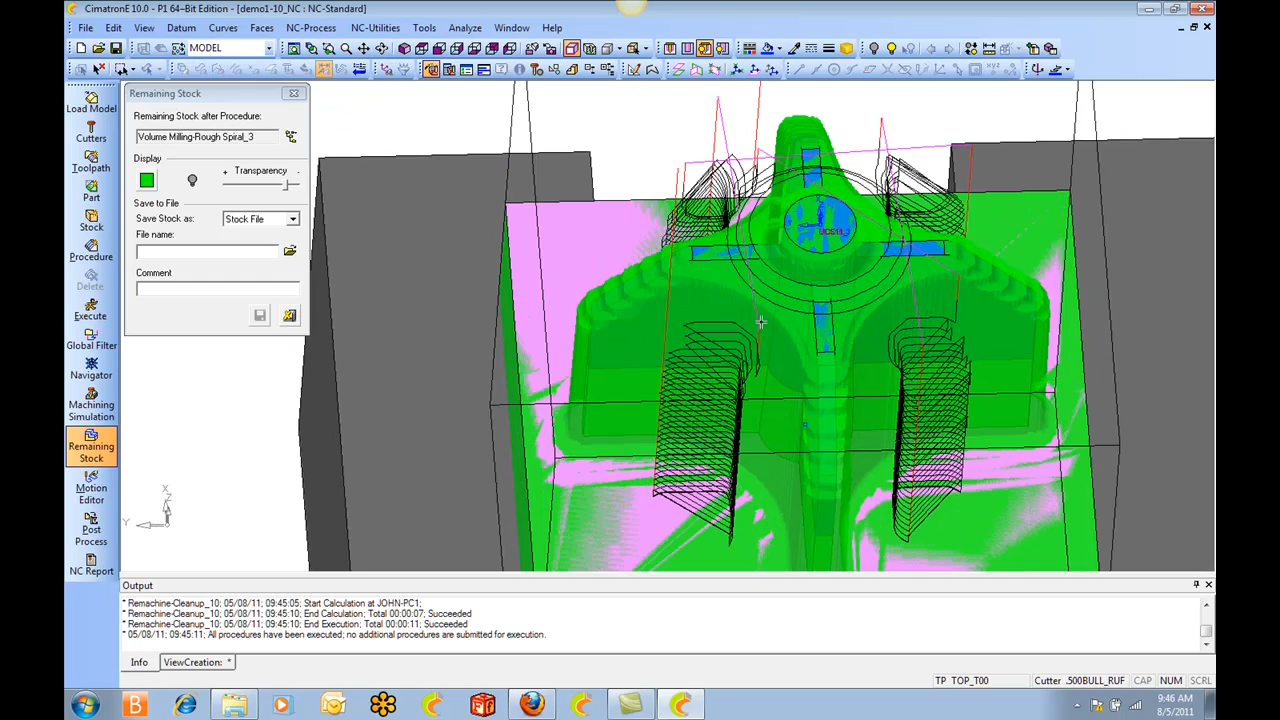 CimatronE 10.0 - P1 64-Bit Edition - [demo1-10_NC : NC-Standard]
File Edit View Datum Curves Faces NC-Process NC-Utilities Tools Analyze Window Help
MODEL
Load Model
Cutters
Toolpath
Part
Stock
Procedure
Delete
Execute
Global Filter
Navigator
Machining
Simulation
Remaining
Stock
Motion
Editor
Post
Process
NC Report
Remaining Stock
Remaining Stock after Procedure:
Volume Milling-Rough Spiral_3
Display
+ Transparency -
Save to File
Save Stock as: Stock File
File name:
Comment
X
Z
Y
Output
* Remachine-Cleanup_10; 05/08/11; 09:45:05; Start Calculation at JOHN-PC1;
* Remachine-Cleanup_10; 05/08/11; 09:45:10; End Calculation; Total 00:00:07; Succeeded
* Remachine-Cleanup_10; 05/08/11; 09:45:10; End Execution; Total 00:00:11; Succeeded
* 05/08/11; 09:45:11; All procedures have been executed; no additional procedures are submitted for execution.
Info ViewCreation: *
TP TOP_T00 Cutter .500BULL_RUF CAP NUM SCRL
9:46 AM
8/5/2011